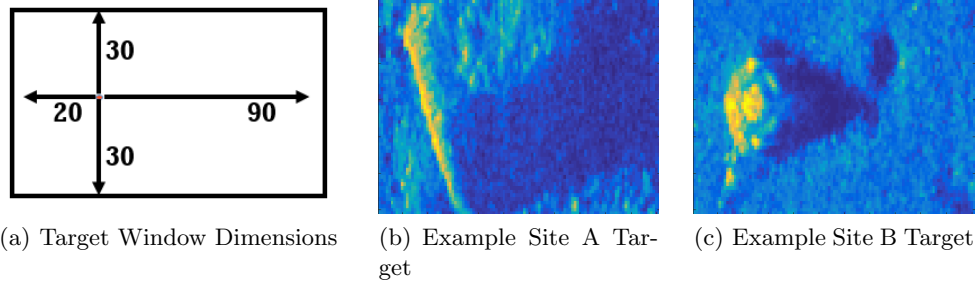 30
20
90
30
(a) Target Window Dimensions
(b) Example Site A Tar-
get
(c) Example Site B Target